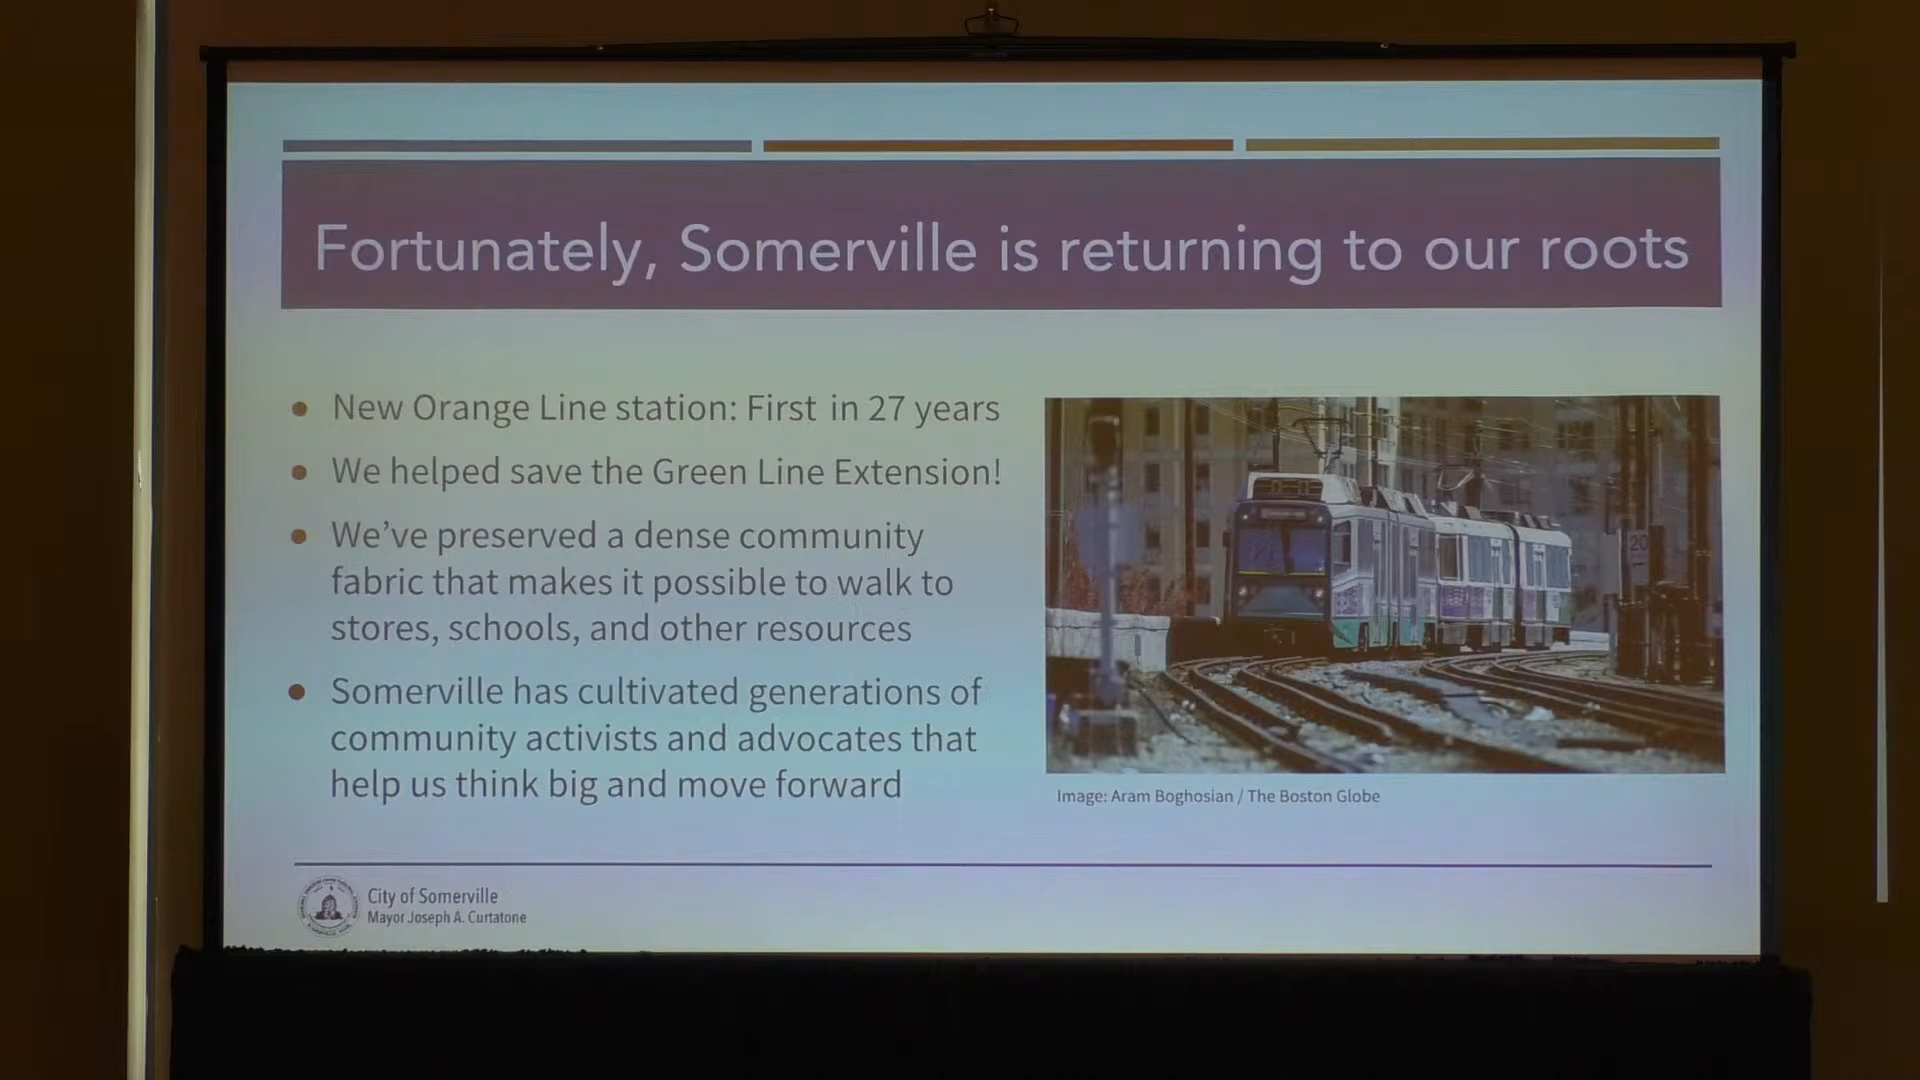 Fortunately, Somerville is returning to our roots
• New Orange Line station: First in 27 years
• We helped save the Green Line Extension!
• We've preserved a dense community
fabric that makes it possible to walk to
stores, schools, and other resources
• Somerville has cultivated generations of
community activists and advocates that
help us think big and move forward
20
Image: Aram Boghosian / The Boston Globe
City of Somerville
Mayor Joseph A. Curtatone